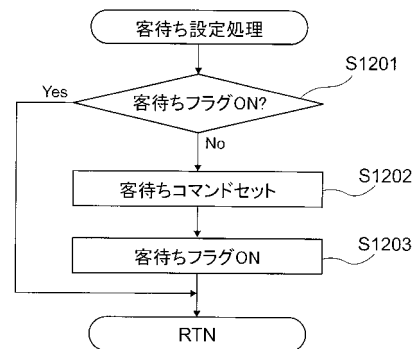 客待ち設定処理
S1201
Yes
客待ちフラグON?
No
S1202
客待ちコマンドセット
S1203
客待ちフラグON
RTN